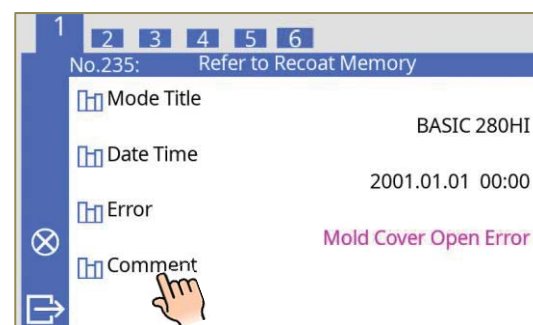 1
2 3 4 5 6
No.235: Refer to Recoat Memory
Mode Title
BASIC 280HI
Date Time
2001.01.01 00:00
Error
Mold Cover Open Error
Comment